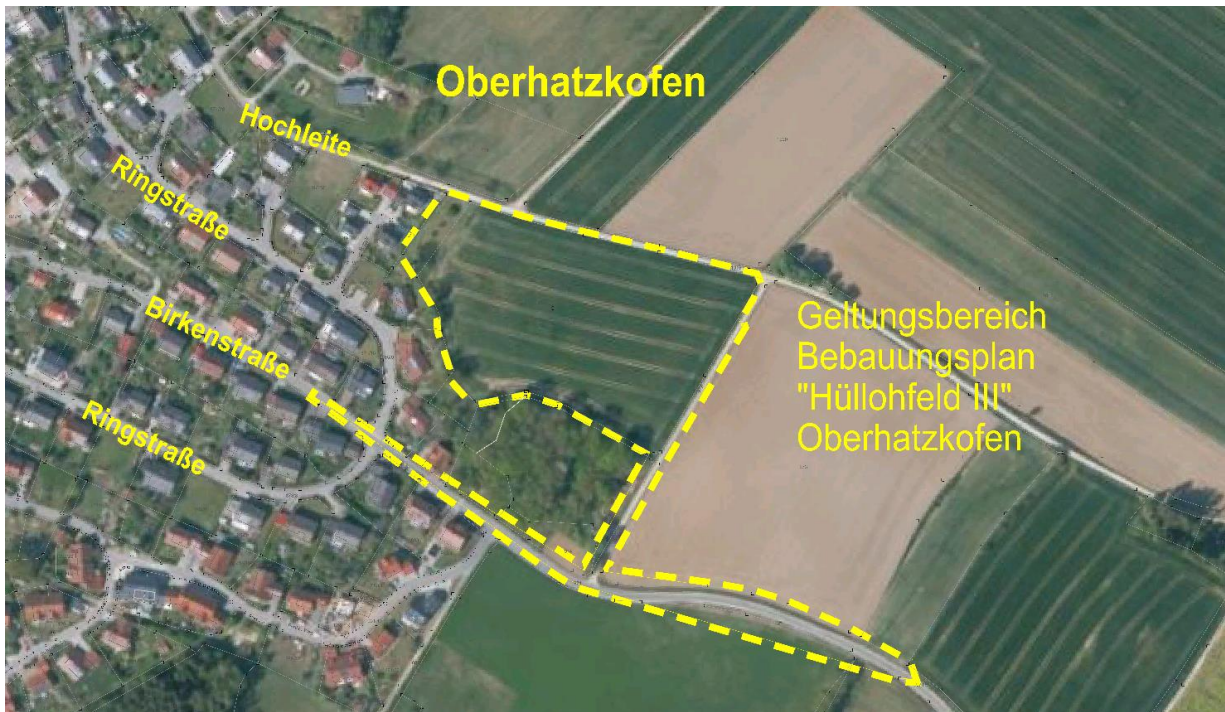 Oberhatzkofen
Hochleite
Ringstraße
Birkenstraße
Ringstraße
Geltungsbereich
Bebauungsplan
"Hüllohfeld III"
Oberhatzkofen